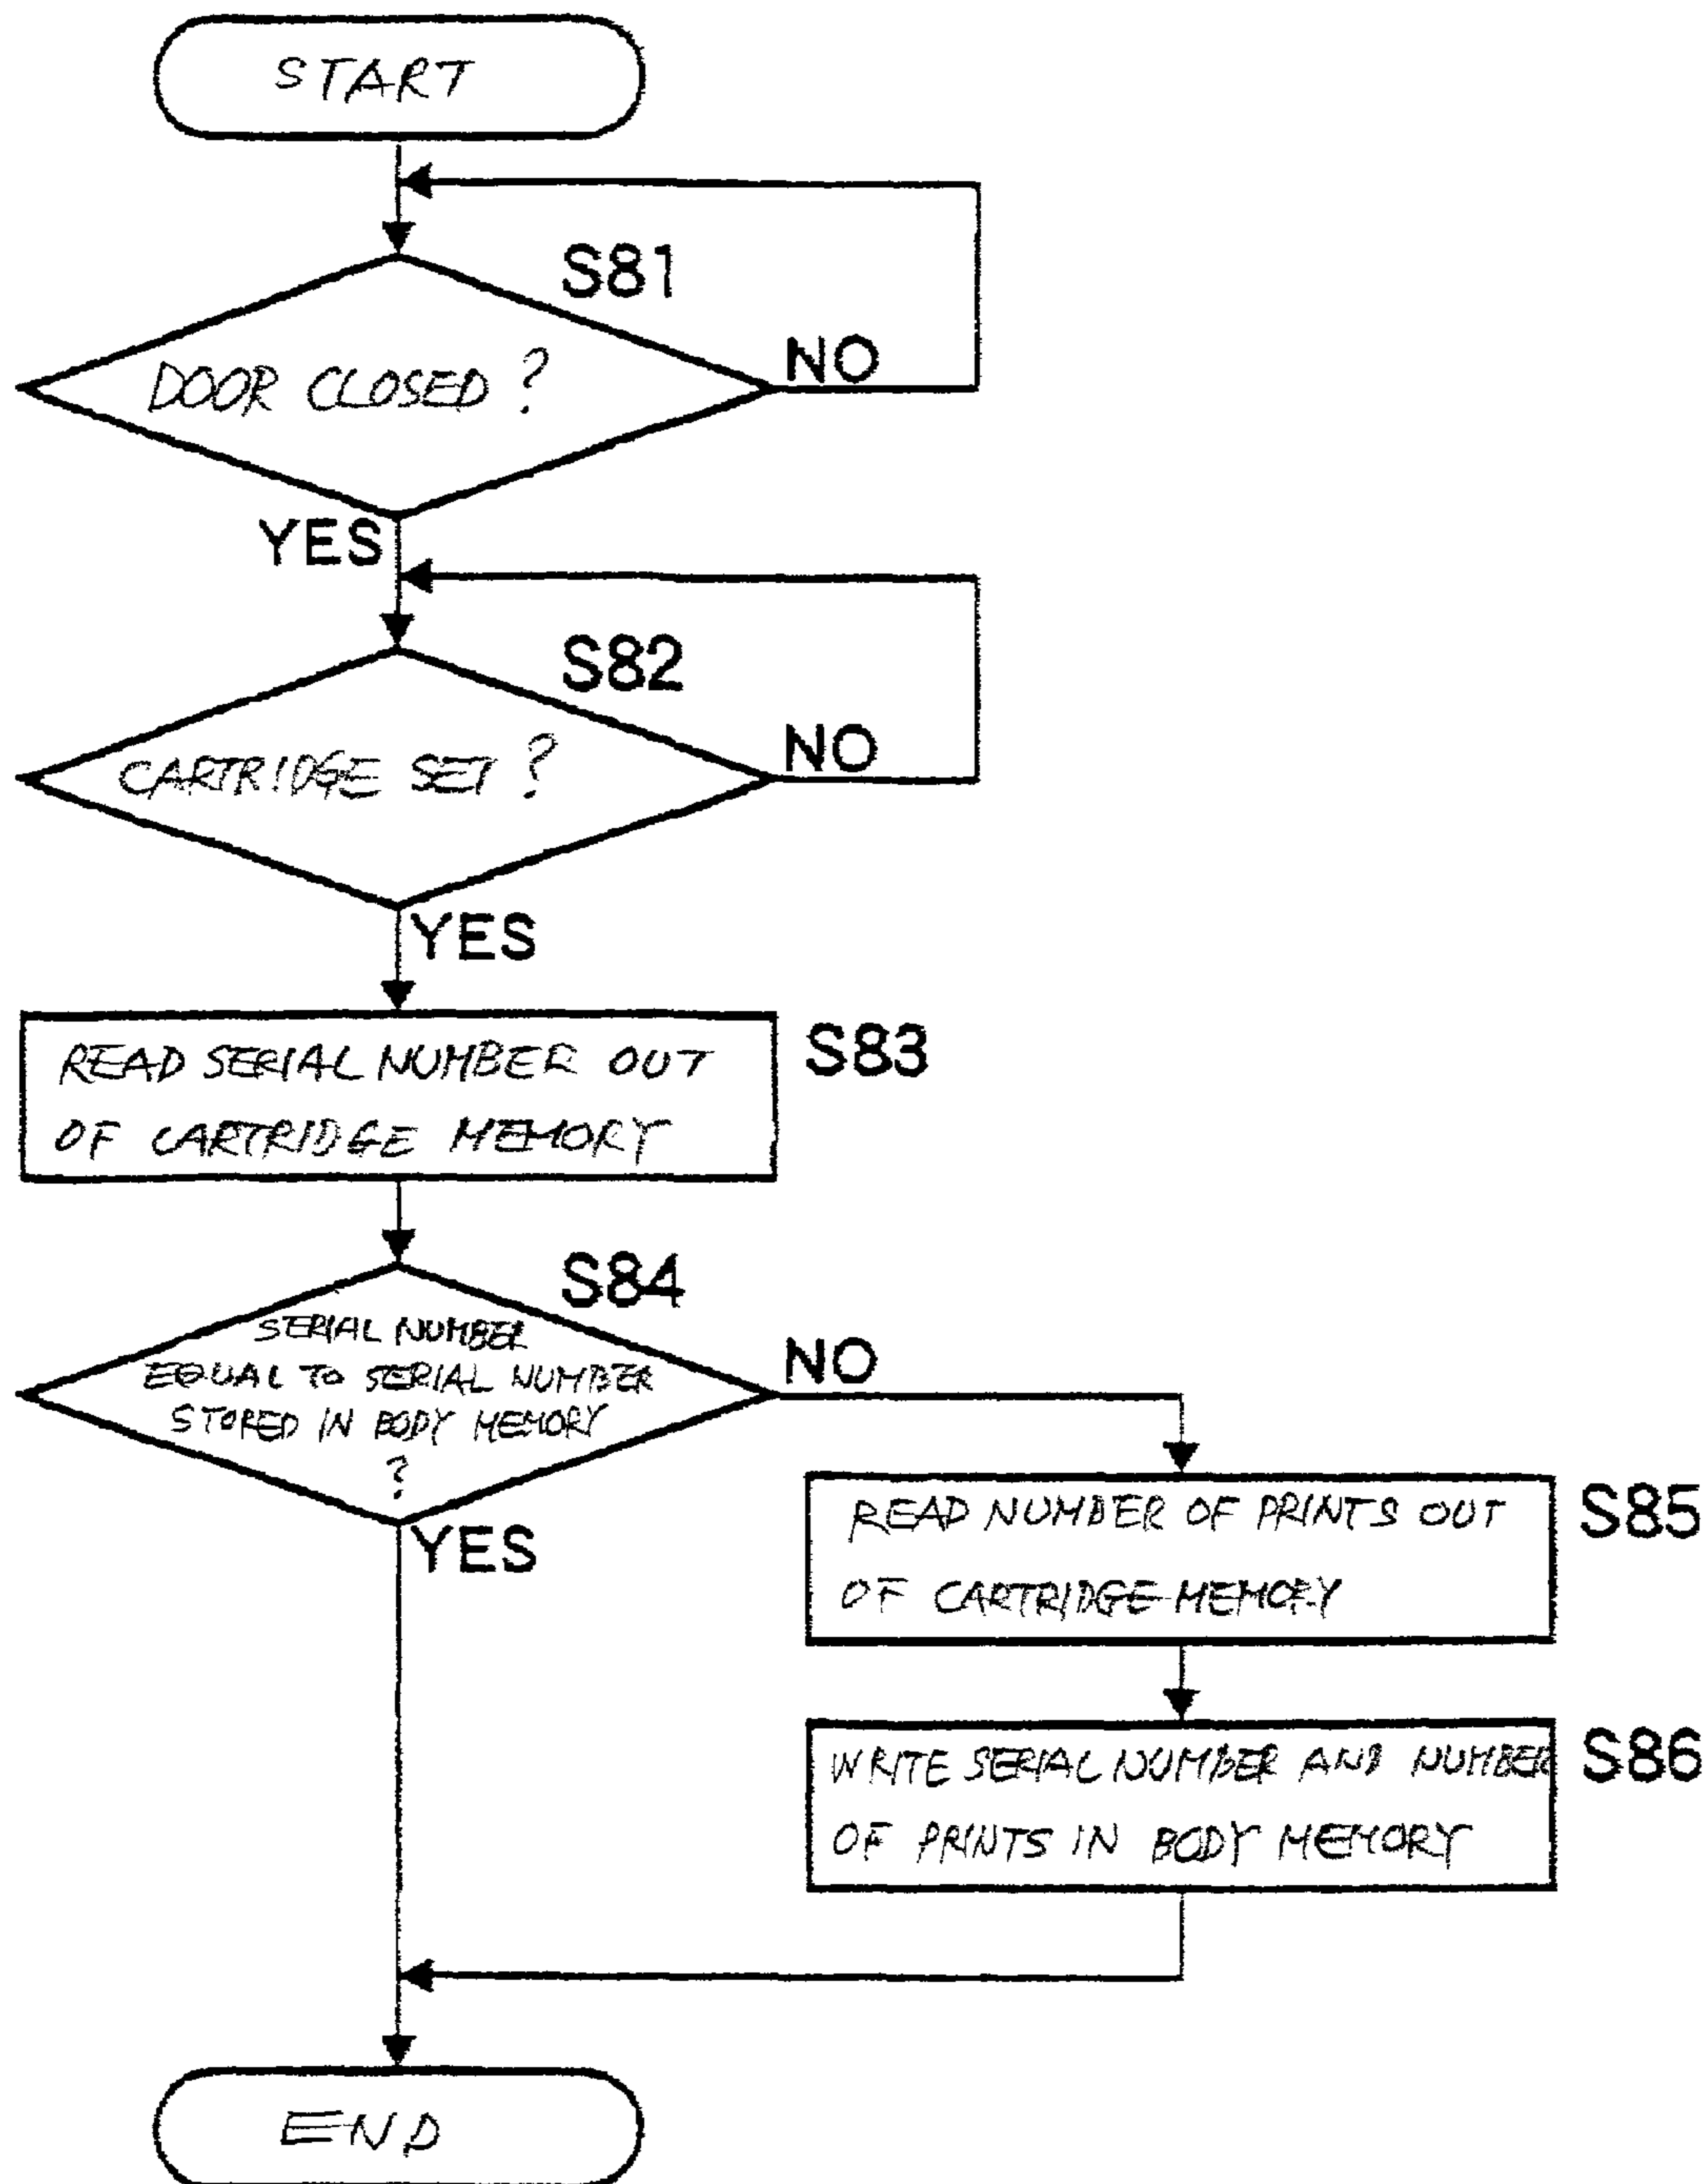 START
S81
DOOR CLOSED ?
NO
YES
S82
CARTRIDGE SET ?
NO
YES
S83
READ SERIAL NUMBER OUT
OF CARTRIDGE MEMORY
S84
SERIAL NUMBER
EQUAL TO SERIAL NUMBER
STORED IN BODY MEMORY
?
NO
YES
S85
READ NUMBER OF PRINTS OUT
OF CARTRIDGE MEMORY
S86
WRITE SERIAL NUMBER AND NUMBER
OF PRINTS IN BODY MEMORY
END